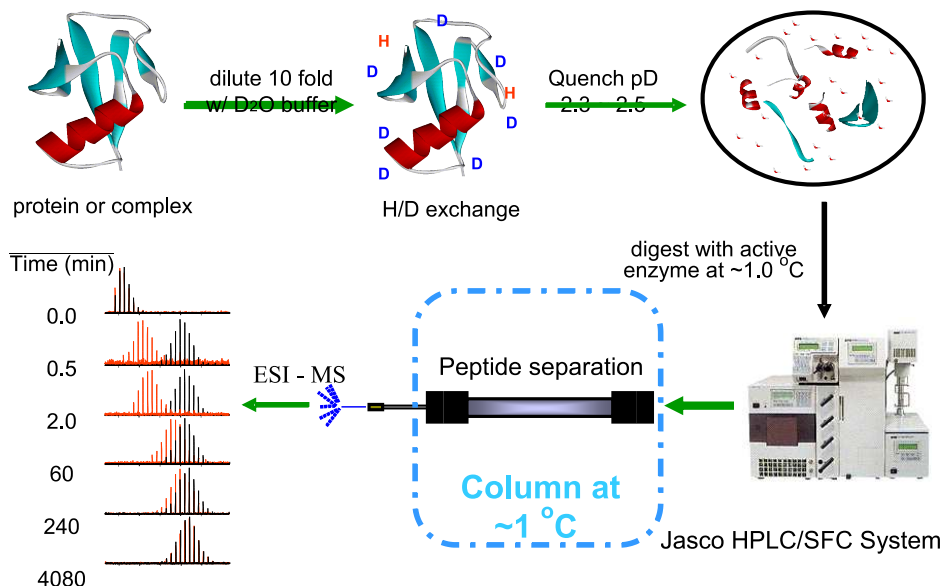 dilute 10 fold
w/ D2O buffer
Quench pD
2.3 – 2.5
H
D
D
D
H
D
D
D
D
protein or complex
H/D exchange
digest with active
enzyme at ~1.0 °C
Time (min)
0.0
0.5
2.0
60
240
4080
ESI - MS
Peptide separation
Column at
~1 °C
Jasco HPLC/SFC System